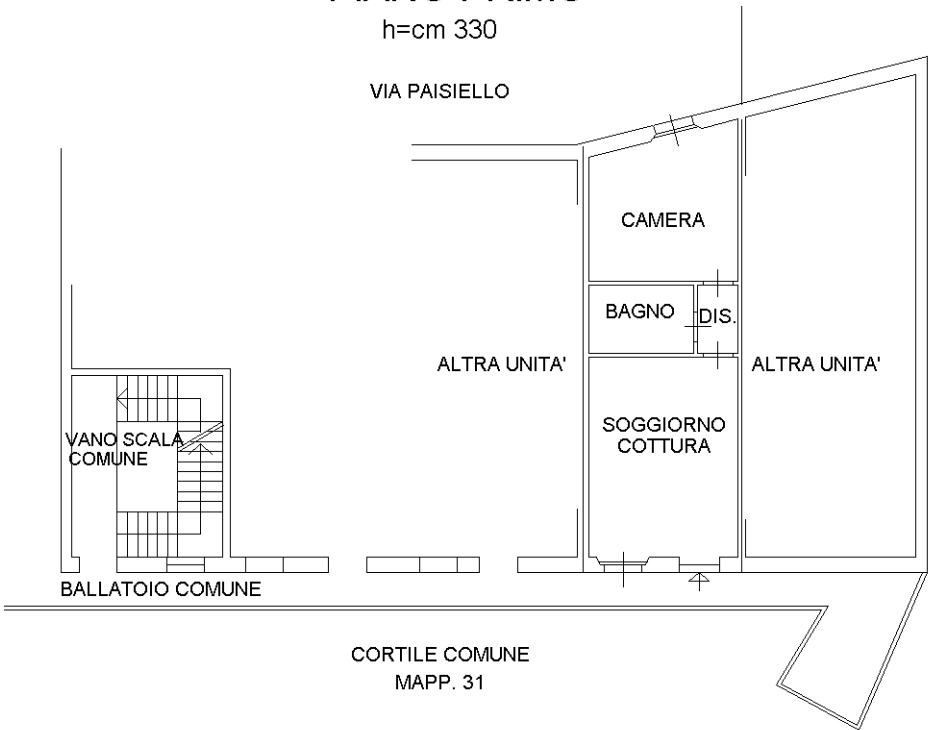 h=cm 330
VIA PAISIELLO
CAMERA
BAGNO
DIS.
ALTRA UNITA'
ALTRA UNITA'
SOGGIORNO
COTTURA
VANO SCALA
COMUNE
BALLATOIO COMUNE
CORTILE COMUNE
MAPP. 31